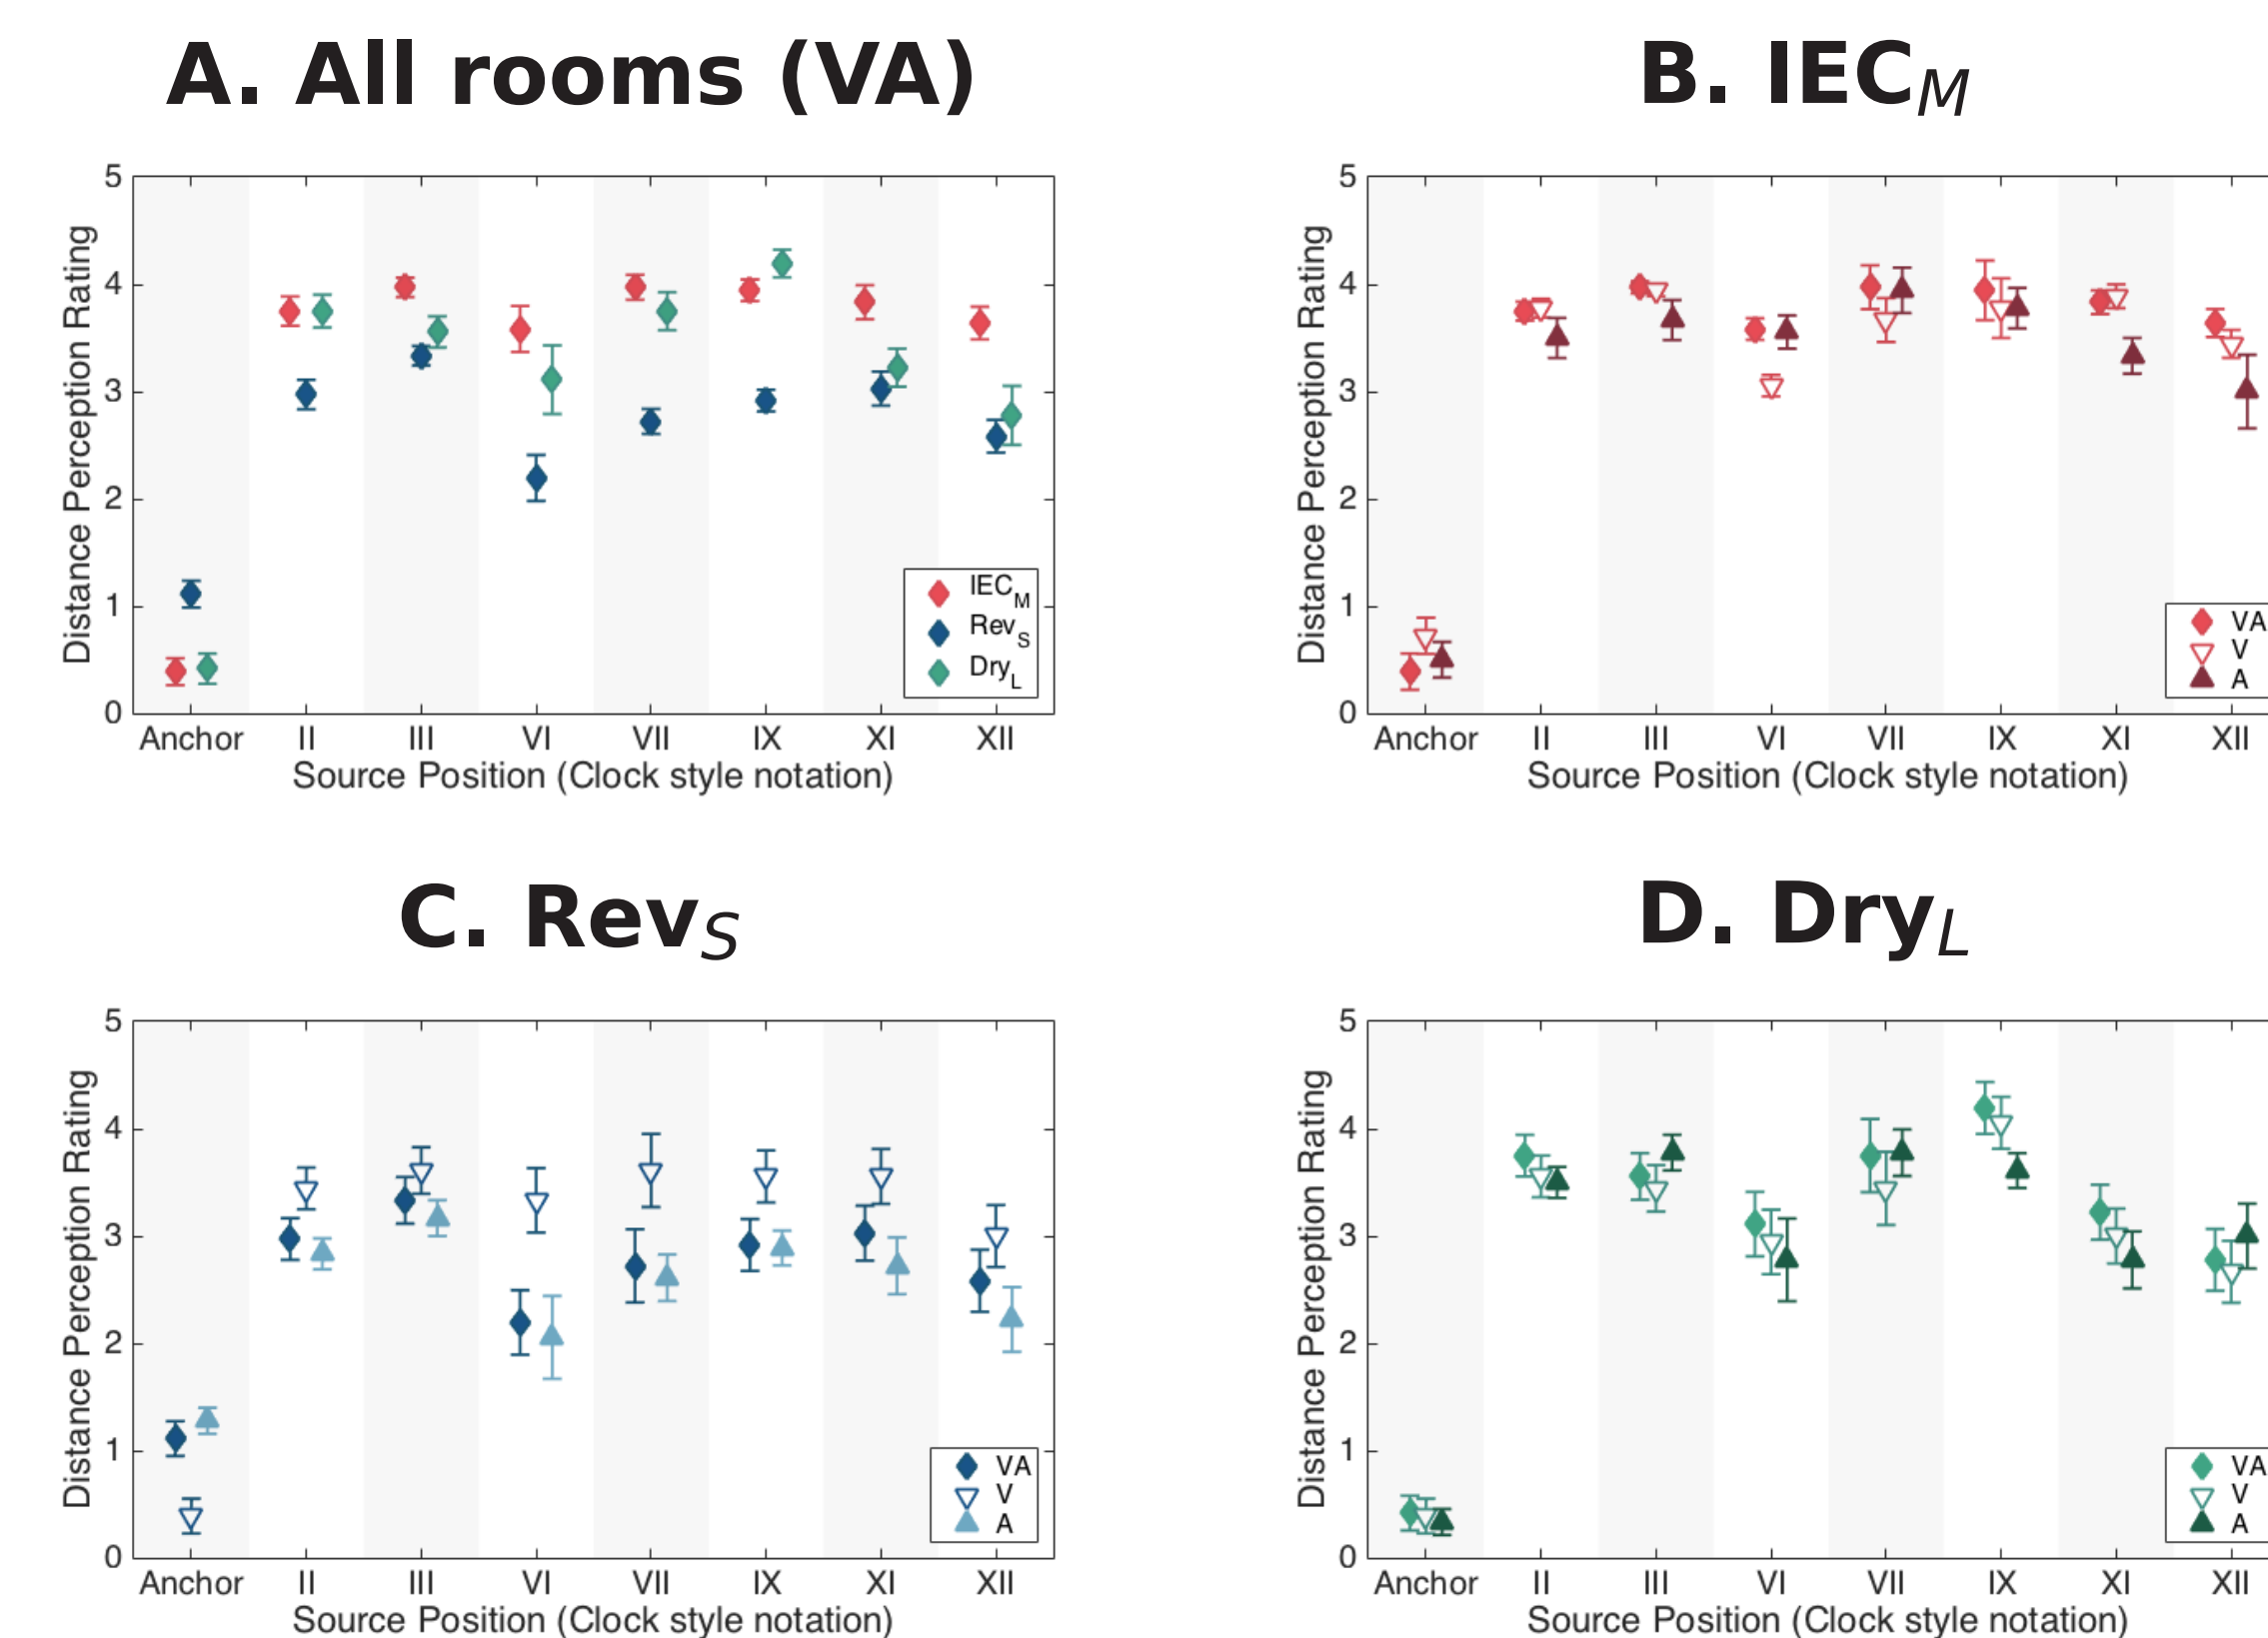 A. All rooms (VA)
5
4
3
2
1
0
Distance Perception Rating
IEC_M
Rev_S
Dry_L
Anchor II III VI VII IX XI XII
Source Position (Clock style notation)
B. IEC_M
5
4
3
2
1
0
Distance Perception Rating
VA
V
A
Anchor II III VI VII IX XI XII
Source Position (Clock style notation)
C. Rev_S
5
4
3
2
1
0
Distance Perception Rating
VA
V
A
Anchor II III VI VII IX XI XII
Source Position (Clock style notation)
D. Dry_L
5
4
3
2
1
0
Distance Perception Rating
VA
V
A
Anchor II III VI VII IX XI XII
Source Position (Clock style notation)